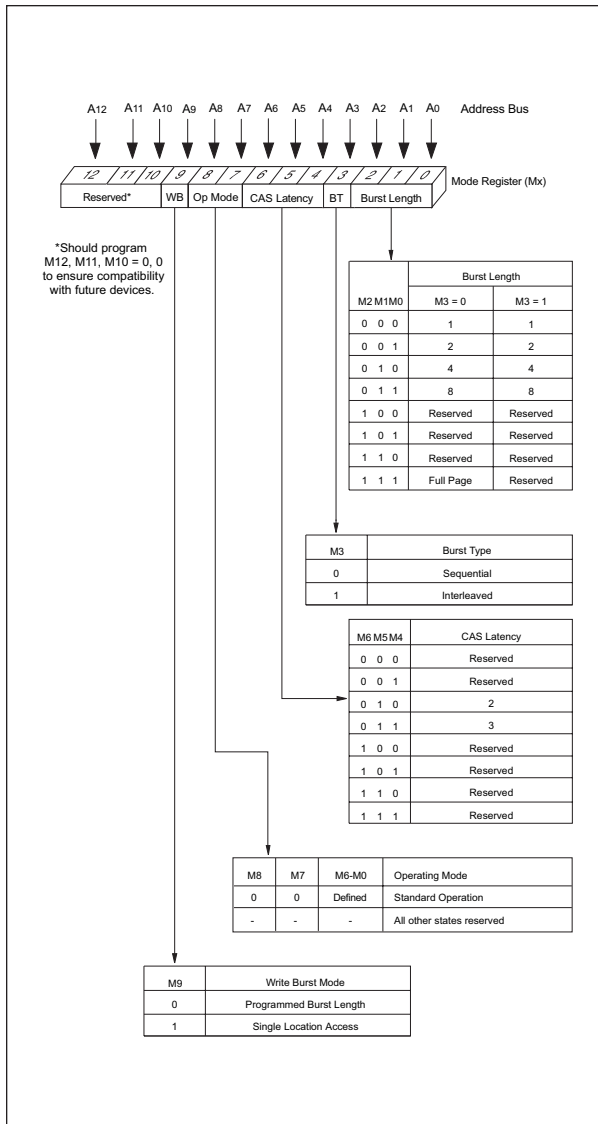 A12 A11 A10 A9 A8 A7 A6 A5 A4 A3 A2 A1 A0 Address Bus
12 11 10 9 8 7 6 5 4 3 2 1 0
Mode Register (Mx)
Reserved* WB Op Mode CAS Latency BT Burst Length
*Should program
M12, M11, M10 = 0, 0
to ensure compatibility
with future devices.
Burst Length
M2 M1 M0 M3 = 0 M3 = 1
0 0 0 1 1
0 0 1 2 2
0 1 0 4 4
0 1 1 8 8
1 0 0 Reserved Reserved
1 0 1 Reserved Reserved
1 1 0 Reserved Reserved
1 1 1 Full Page Reserved
M3 Burst Type
0 Sequential
1 Interleaved
M6 M5 M4 CAS Latency
0 0 0 Reserved
0 0 1 Reserved
0 1 0 2
0 1 1 3
1 0 0 Reserved
1 0 1 Reserved
1 1 0 Reserved
1 1 1 Reserved
M8 M7 M6-M0 Operating Mode
0 0 Defined Standard Operation
- - - All other states reserved
M9 Write Burst Mode
0 Programmed Burst Length
1 Single Location Access